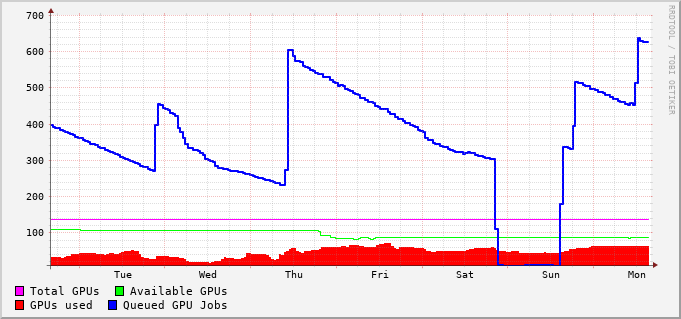 RRDTOOL / TOBI OETIKER
700
600
500
400
300
200
100
Tue Wed Thu Fri Sat Sun Mon
Total GPUs Available GPUs
GPUs used Queued GPU Jobs